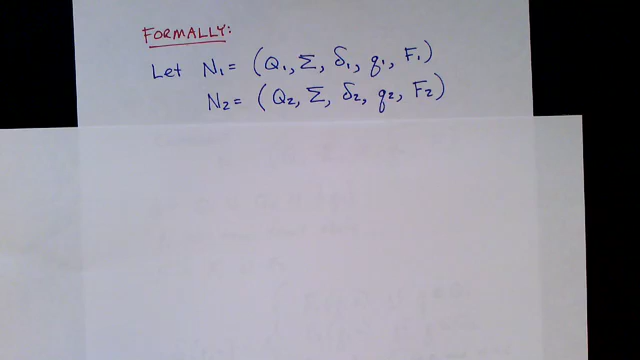 FORMALLY:
Let N₁ = (Q₁, Σ, δ₁, q₁, F₁)
N₂ = (Q₂, Σ, δ₂, q₂, F₂)